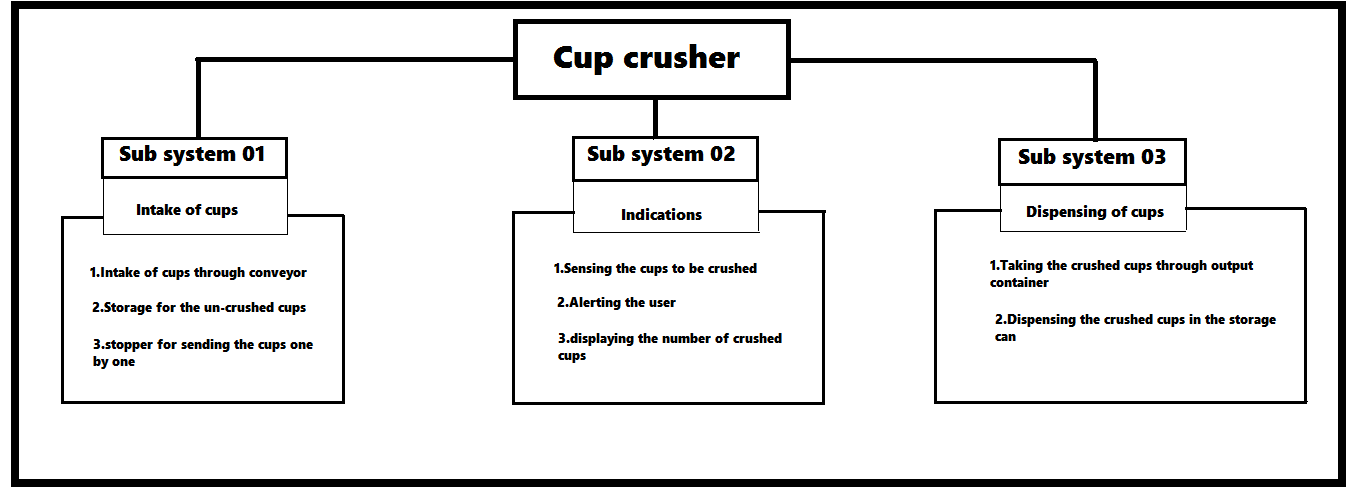 Cup crusher
Sub system 01
Intake of cups
1.Intake of cups through conveyor
2.Storage for the un-crushed cups
3.stopper for sending the cups one
by one
Sub system 02
Indications
1.Sensing the cups to be crushed
2.Alerting the user
3.displaying the number of crushed
cups
Sub system 03
Dispensing of cups
1.Taking the crushed cups through output
container
2.Dispensing the crushed cups in the storage
can